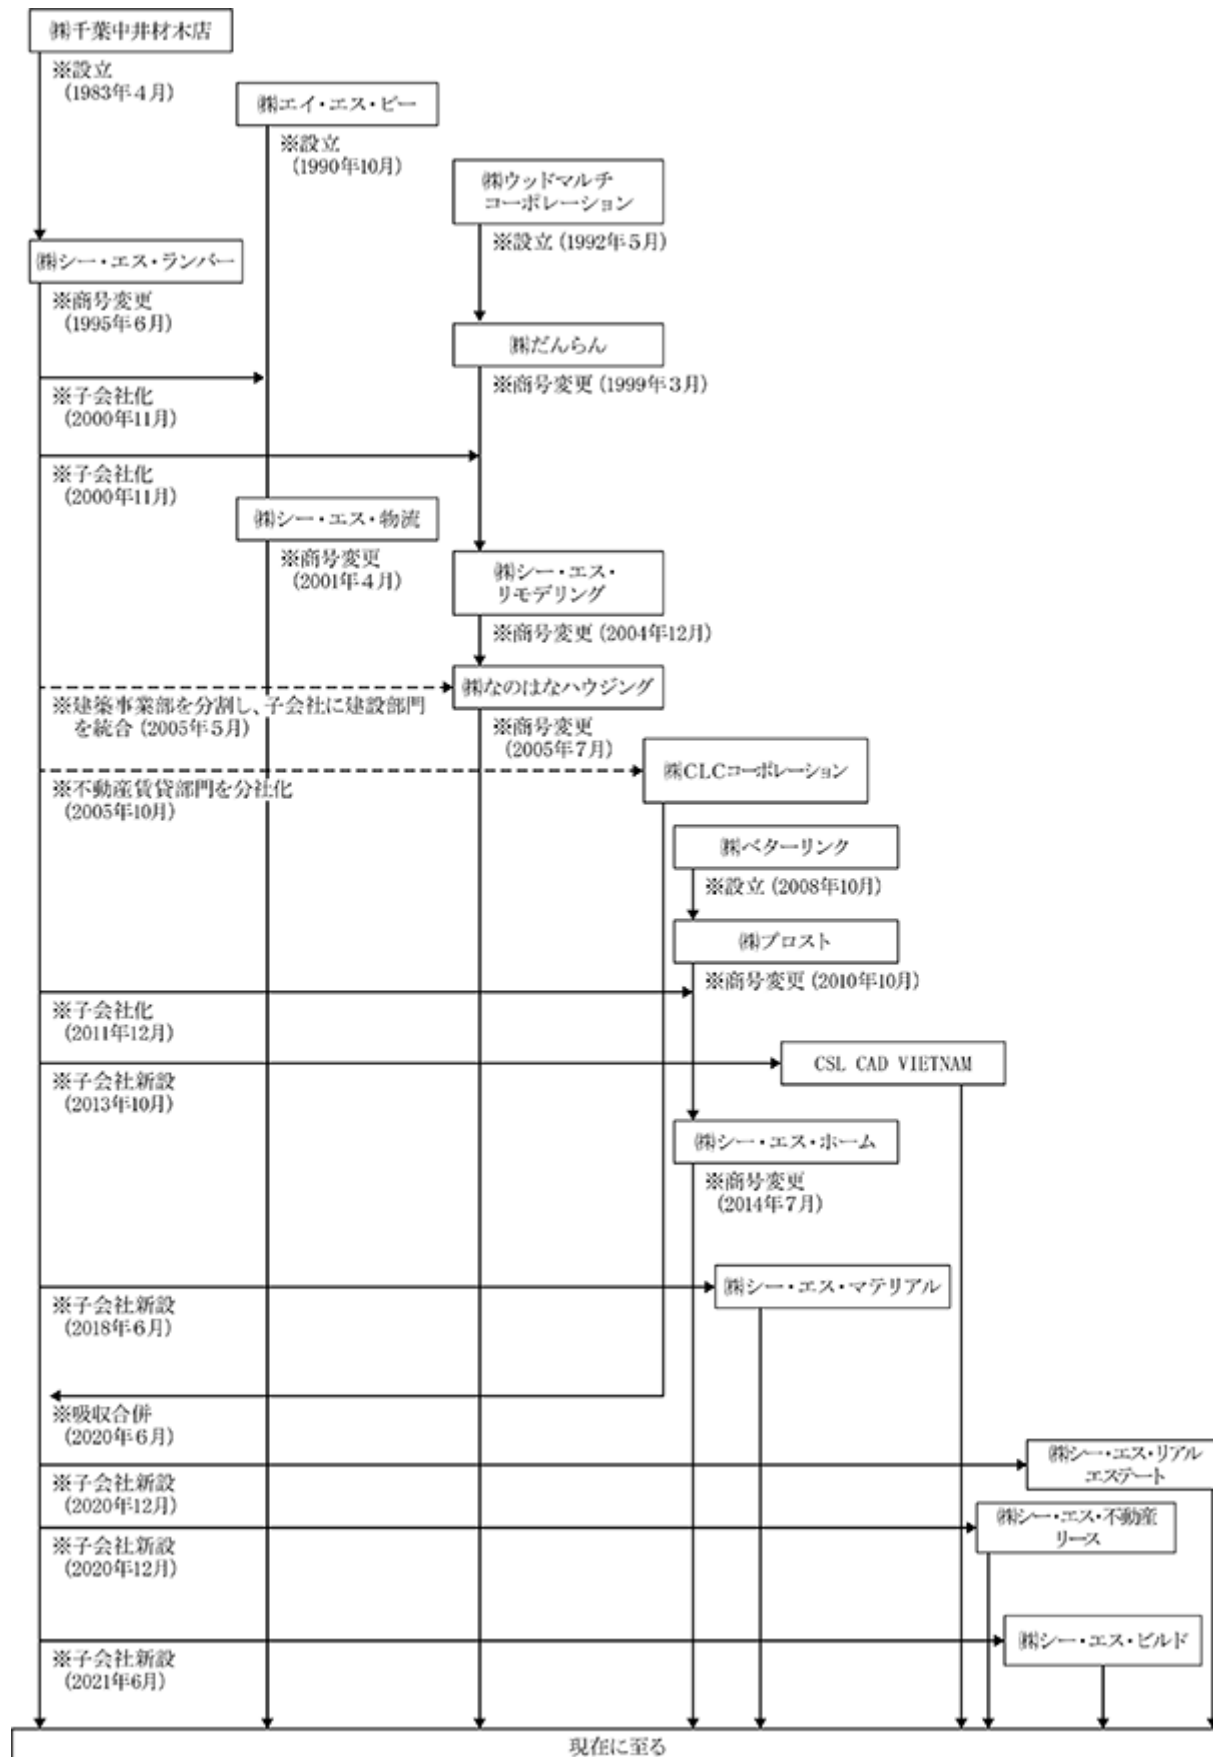 ㈱千葉中井材木店
※設立
(1983年4月)
㈱エイ・エス・ビー
※設立
(1990年10月)
㈱ウッドマルチ
コーポレーション
※設立 (1992年5月)
㈱シー・エス・ランバー
※商号変更
(1995年6月)
㈱だんらん
※商号変更 (1999年3月)
※子会社化
(2000年11月)
※子会社化
(2000年11月)
㈱シー・エス・物流
※商号変更
(2001年4月)
㈱シー・エス・
リモデリング
※商号変更 (2004年12月)
㈱なのはなハウジング
※建築事業部を分割し、子会社に建設部門
を統合 (2005年5月)
※商号変更
(2005年7月)
㈱CLCコーポレーション
※不動産賃貸部門を分社化
(2005年10月)
㈱ベターリンク
※設立 (2008年10月)
㈱プロスト
※商号変更 (2010年10月)
※子会社化
(2011年12月)
CSL CAD VIETNAM
※子会社新設
(2013年10月)
㈱シー・エス・ホーム
※商号変更
(2014年7月)
㈱シー・エス・マテリアル
※子会社新設
(2018年6月)
※吸収合併
(2020年6月)
㈱シー・エス・リアル
エステート
※子会社新設
(2020年12月)
㈱シー・エス・不動産
リース
※子会社新設
(2020年12月)
㈱シー・エス・ビルド
※子会社新設
(2021年6月)
現在に至る